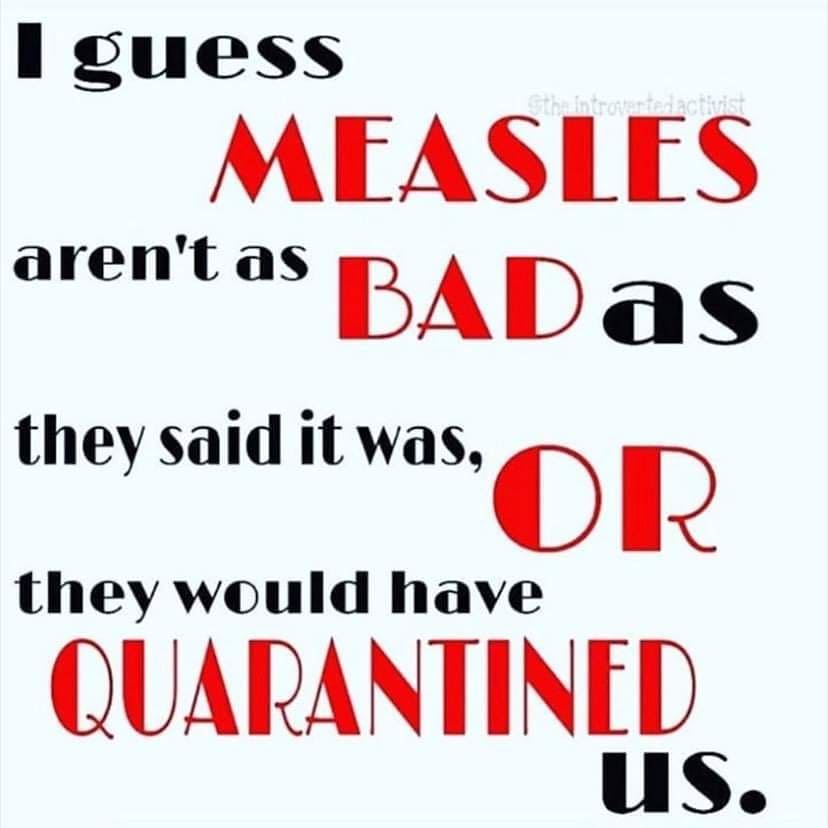 I guess
@the.introvertedactivist
MEASLES
aren't as BAD as
they said it was, OR
they would have
QUARANTINED
us.